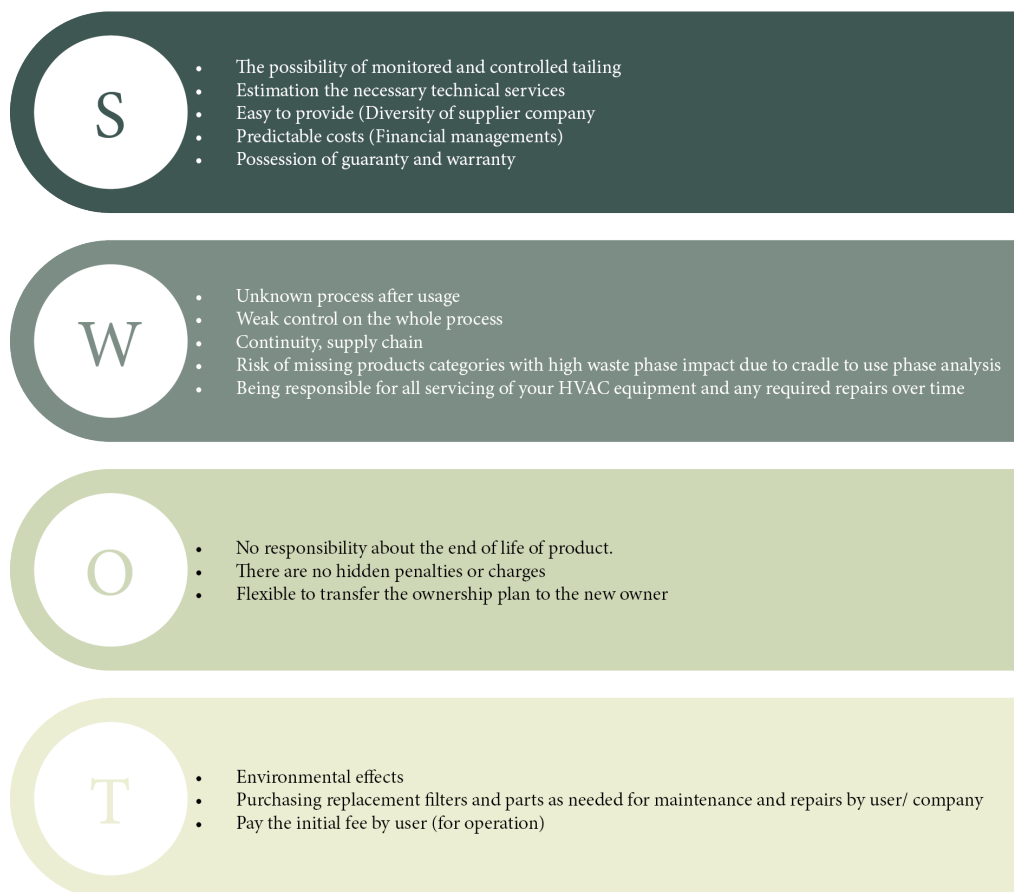 S
• The possibility of monitored and controlled tailing
• Estimation the necessary technical services
• Easy to provide (Diversity of supplier company
• Predictable costs (Financial managements)
• Possession of guaranty and warranty
W
• Unknown process after usage
• Weak control on the whole process
• Continuity, supply chain
• Risk of missing products categories with high waste phase impact due to cradle to use phase analysis
• Being responsible for all servicing of your HVAC equipment and any required repairs over time
O
• No responsibility about the end of life of product.
• There are no hidden penalties or charges
• Flexible to transfer the ownership plan to the new owner
T
• Environmental effects
• Purchasing replacement filters and parts as needed for maintenance and repairs by user/ company
• Pay the initial fee by user (for operation)